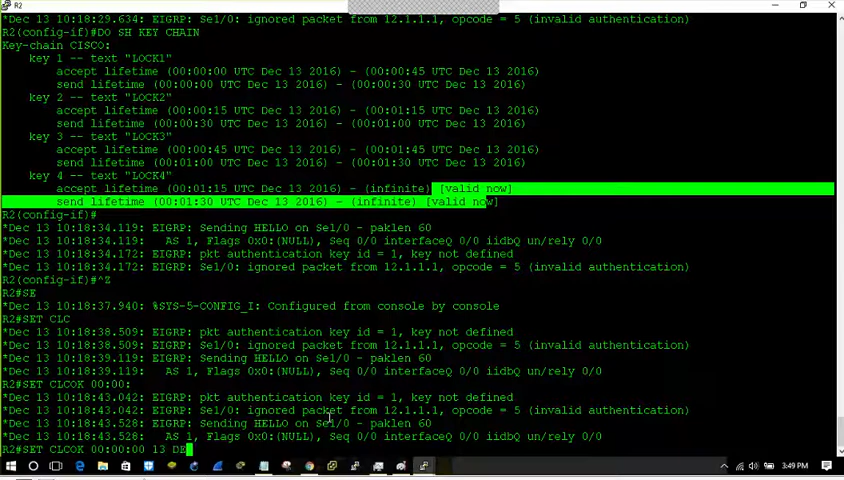 R2
*Dec 13 10:18:29.634: EIGRP: Se1/0: ignored packet from 12.1.1.1, opcode = 5 (invalid authentication)
R2(config-if)#DO SH KEY CHAIN
Key-chain CISCO:
    key 1 -- text "LOCK1"
        accept lifetime (00:00:00 UTC Dec 13 2016) - (00:00:45 UTC Dec 13 2016)
        send lifetime (00:00:00 UTC Dec 13 2016) - (00:00:30 UTC Dec 13 2016)
    key 2 -- text "LOCK2"
        accept lifetime (00:00:15 UTC Dec 13 2016) - (00:01:15 UTC Dec 13 2016)
        send lifetime (00:00:30 UTC Dec 13 2016) - (00:01:00 UTC Dec 13 2016)
    key 3 -- text "LOCK3"
        accept lifetime (00:00:45 UTC Dec 13 2016) - (00:01:45 UTC Dec 13 2016)
        send lifetime (00:01:00 UTC Dec 13 2016) - (00:01:30 UTC Dec 13 2016)
    key 4 -- text "LOCK4"
        accept lifetime (00:01:15 UTC Dec 13 2016) - (infinite) [valid now]
        send lifetime (00:01:30 UTC Dec 13 2016) - (infinite) [valid now]
R2(config-if)#
*Dec 13 10:18:34.119: EIGRP: Sending HELLO on Se1/0 - paklen 60
*Dec 13 10:18:34.119:   AS 1, Flags 0x0:(NULL), Seq 0/0 interfaceQ 0/0 iidbQ un/rely 0/0
*Dec 13 10:18:34.172: EIGRP: pkt authentication key id = 1, key not defined
*Dec 13 10:18:34.172: EIGRP: Se1/0: ignored packet from 12.1.1.1, opcode = 5 (invalid authentication)
R2(config-if)#^Z
R2#SE
*Dec 13 10:18:37.940: %SYS-5-CONFIG_I: Configured from console by console
R2#SET CLC
*Dec 13 10:18:38.509: EIGRP: pkt authentication key id = 1, key not defined
*Dec 13 10:18:38.509: EIGRP: Se1/0: ignored packet from 12.1.1.1, opcode = 5 (invalid authentication)
*Dec 13 10:18:39.119: EIGRP: Sending HELLO on Se1/0 - paklen 60
*Dec 13 10:18:39.119:   AS 1, Flags 0x0:(NULL), Seq 0/0 interfaceQ 0/0 iidbQ un/rely 0/0
R2#SET CLCOK 00:00:
*Dec 13 10:18:43.042: EIGRP: pkt authentication key id = 1, key not defined
*Dec 13 10:18:43.042: EIGRP: Se1/0: ignored packet from 12.1.1.1, opcode = 5 (invalid authentication)
*Dec 13 10:18:43.528: EIGRP: Sending HELLO on Se1/0 - paklen 60
*Dec 13 10:18:43.528:   AS 1, Flags 0x0:(NULL), Seq 0/0 interfaceQ 0/0 iidbQ un/rely 0/0
R2#SET CLCOK 00:00:00 13 DE
3:49 PM